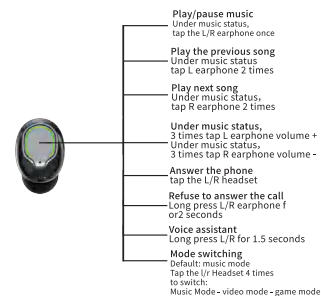 Play/pause music
Under music status,
tap the L/R earphone once
Play the previous song
Under music status
tap L earphone 2 times
Play next song
Under music status,
tap R earphone 2 times
Under music status,
3 times tap L earphone volume +
Under music status,
3 times tap R earphone volume -
Answer the phone
tap the L/R headset
Refuse to answer the call
Long press L/R earphone f
or2 seconds
Voice assistant
Long press L/R for 1.5 seconds
Mode switching
Default: music mode
Tap the l/r Headset 4 times
to switch:
Music Mode - video mode - game mode